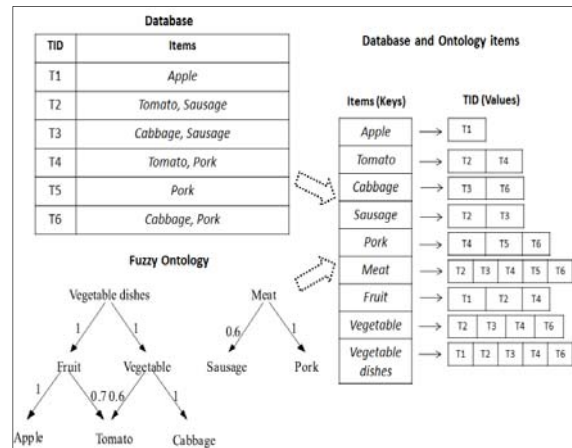 Database
TID Items
T1 Apple
T2 Tomato, Sausage
T3 Cabbage, Sausage
T4 Tomato, Pork
T5 Pork
T6 Cabbage, Pork
Fuzzy Ontology
Vegetable dishes Meat
1 1 0.6 1
Fruit Vegetable Sausage Pork
1 0.7 0.6 1
Apple Tomato Cabbage
Database and Ontology items
Items (Keys) TID (Values)
Apple T1
Tomato T2 T4
Cabbage T3 T6
Sausage T2 T3
Pork T4 T5 T6
Meat T2 T3 T4 T5 T6
Fruit T1 T2 T4
Vegetable T2 T3 T4 T6
Vegetable
dishes T1 T2 T3 T4 T6